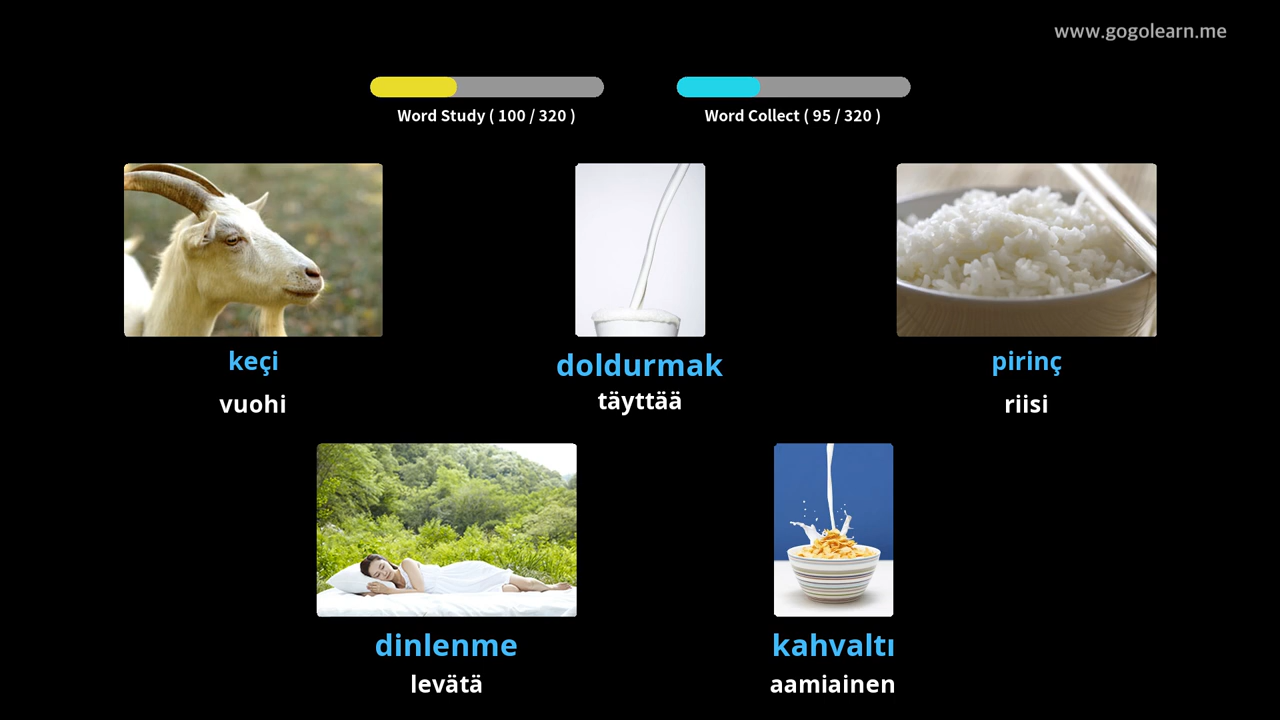 www.gogolearn.me
Word Study ( 100 / 320 )
Word Collect ( 95 / 320 )
keçi
doldurmak
pirinç
vuohi
täyttää
riisi
dinlenme
kahvaltı
levätä
aamiainen